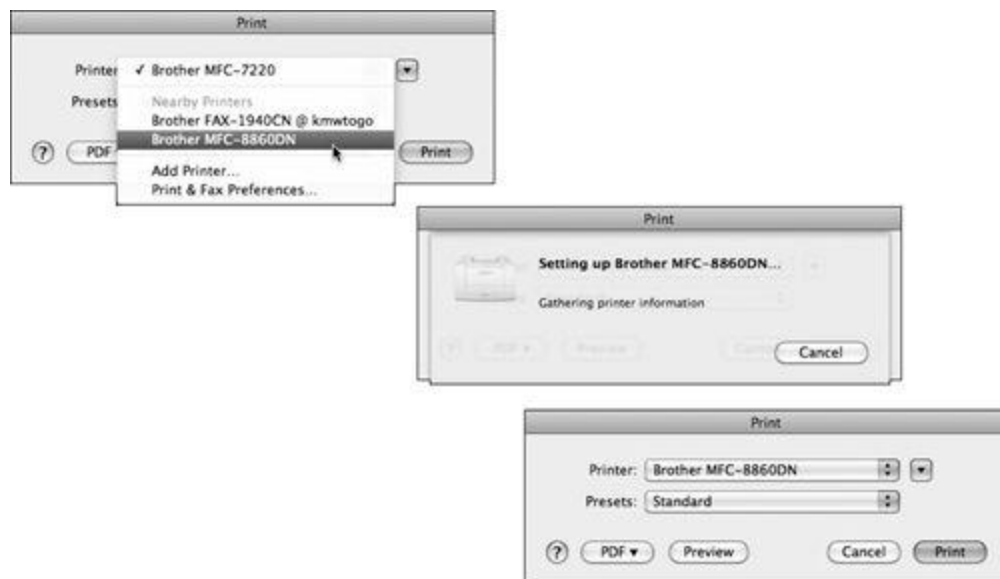 Print
Printer ✓ Brother MFC-7220
Presets Nearby Printers
Brother FAX-1940CN @ kmwtogo
Brother MFC-8860DN
? PDF Print
Add Printer...
Print & Fax Preferences...
Print
Setting up Brother MFC-8860DN...
Gathering printer information
? PDF ▾ Preview Cancel
Print
Printer: Brother MFC-8860DN
Presets: Standard
? PDF ▾ Preview Cancel Print